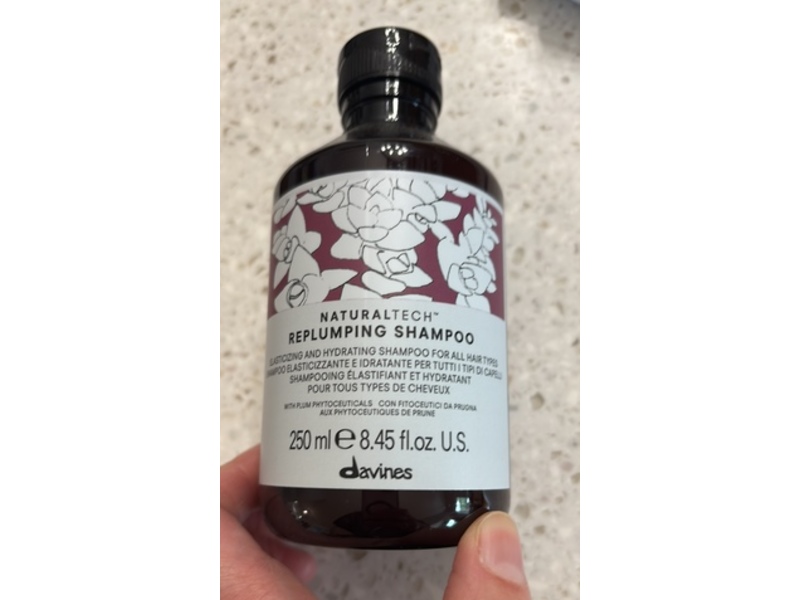 NATURALTECH™
REPLUMPING SHAMPOO
ELASTICIZING AND HYDRATING SHAMPOO FOR ALL HAIR TYPES
SHAMPOO ELASTICIZZANTE E IDRATANTE PER TUTTI I TIPI DI CAPELLI
SHAMPOOING ÉLASTIFIANT ET HYDRATANT
POUR TOUS TYPES DE CHEVEUX
WITH PLUM PHYTOCEUTICALS CON FITOCEUTICI DA PRUGNA
AUX PHYTOCEUTIQUES DE PRUNE
250 ml ℮ 8.45 fl.oz. U.S.
davines